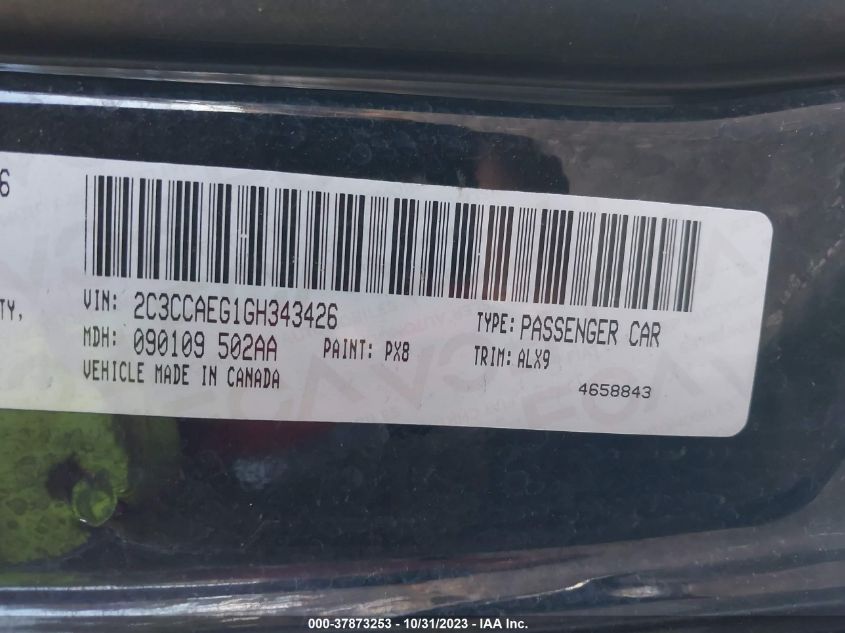 6
TY,
VIN: 2C3CCAEG1GH343426
TYPE: PASSENGER CAR
MDH: 090109 502AA
PAINT: PX8
TRIM: ALX9
VEHICLE MADE IN CANADA
4658843
000-37873253 - 10/31/2023 - IAA Inc.